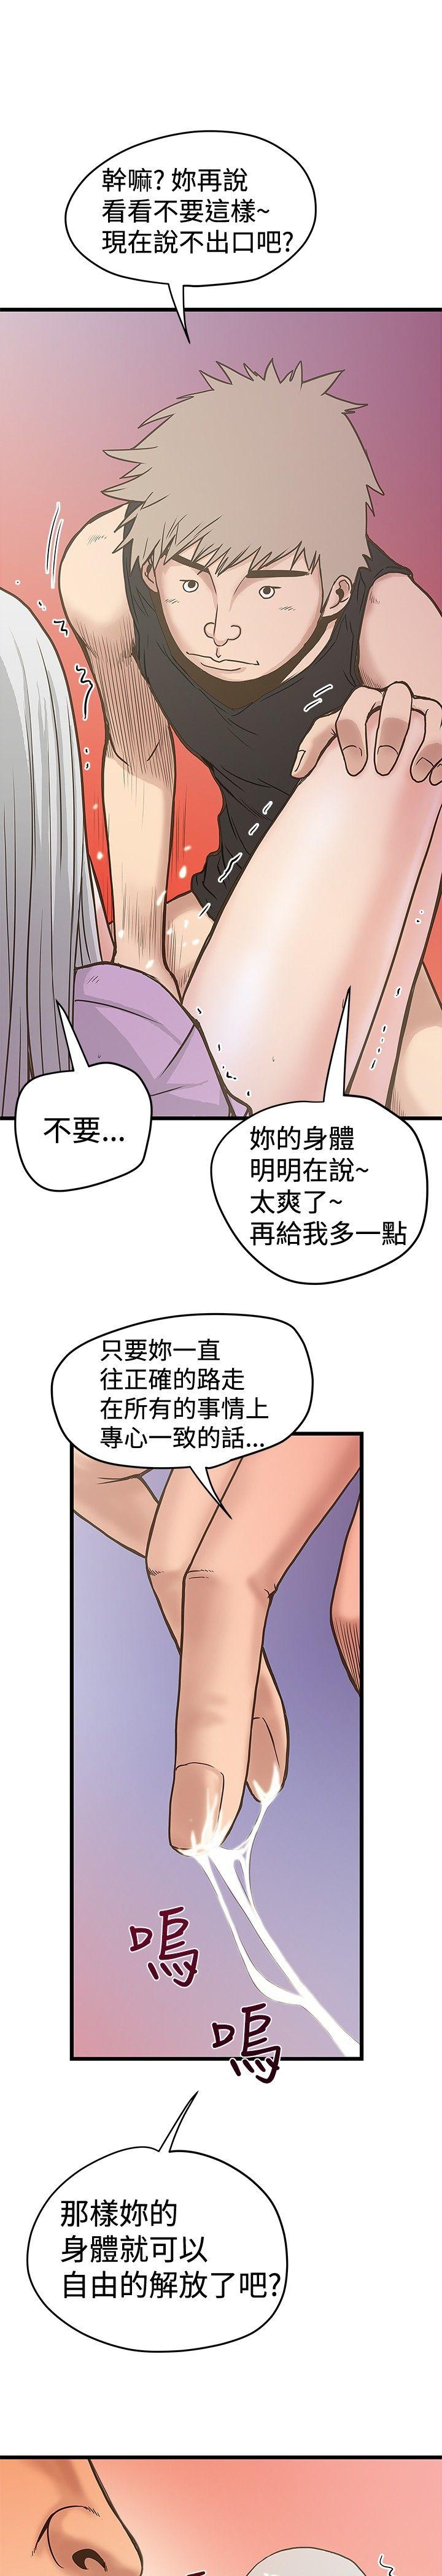 幹嘛? 妳再說
看看不要這樣~
現在說不出口吧?
不要...
妳的身體
明明在說~
太爽了~
再給我多一點
只要妳一直
往正確的路走
在所有的事情上
專心一致的話...
嗚
嗚
那樣妳的
身體就可以
自由的解放了吧?